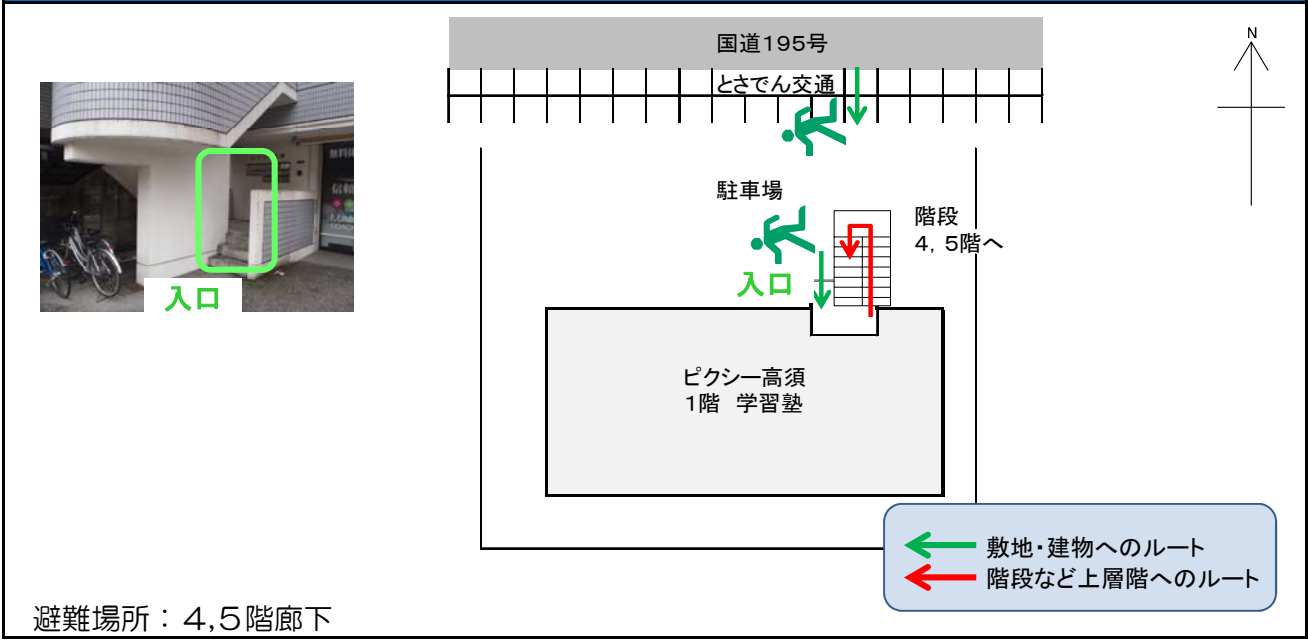 国道195号
とさでん交通
N
駐車場
階段
4，5階へ
入口
入口
ピクシー高須
1階　学習塾
敷地・建物へのルート
階段など上層階へのルート
避難場所：４,５階廊下